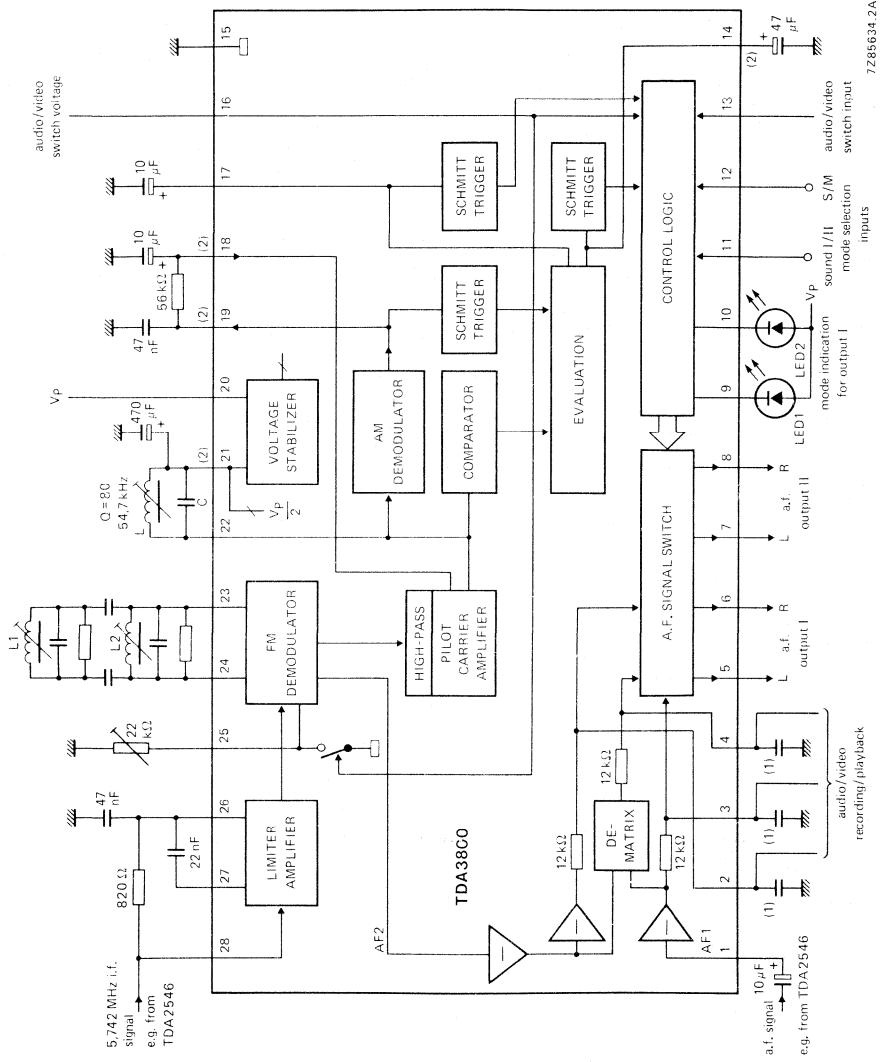 5,742 MHz i.f.
signal
e.g. from
TDA2546
820 Ω
47
nF
22
kΩ
L1
L2
Q = 80
54,7 kHz
L
C
470
μF
+
VP
47
nF
56 kΩ
10
μF
+
10
μF
+
audio/video
switch voltage
28
27
26
25
24
23
22
21
(2)
20
19
(2)
18
(2)
17
16
15
22 nF
LIMITER
AMPLIFIER
FM
DEMODULATOR
VP
2
VOLTAGE
STABILIZER
HIGH-PASS
PILOT
CARRIER
AMPLIFIER
AM
DEMODULATOR
COMPARATOR
SCHMITT
TRIGGER
SCHMITT
TRIGGER
SCHMITT
TRIGGER
EVALUATION
TDA3800
AF2
12 kΩ
DE-
MATRIX
12 kΩ
12 kΩ
AF1
A.F. SIGNAL SWITCH
CONTROL LOGIC
1
2
3
4
5
6
7
8
9
10
11
12
13
14
a.f. signal
10 μF
+
e.g. from TDA2546
(1)
(1)
(1)
audio/video
recording/playback
L
R
a.f.
output I
L
R
a.f.
output II
LED1
LED2
VP
mode indication
for output I
sound I/II
S/M
mode selection
inputs
audio/video
switch input
(2)
+
47
μF
7Z85634.2A